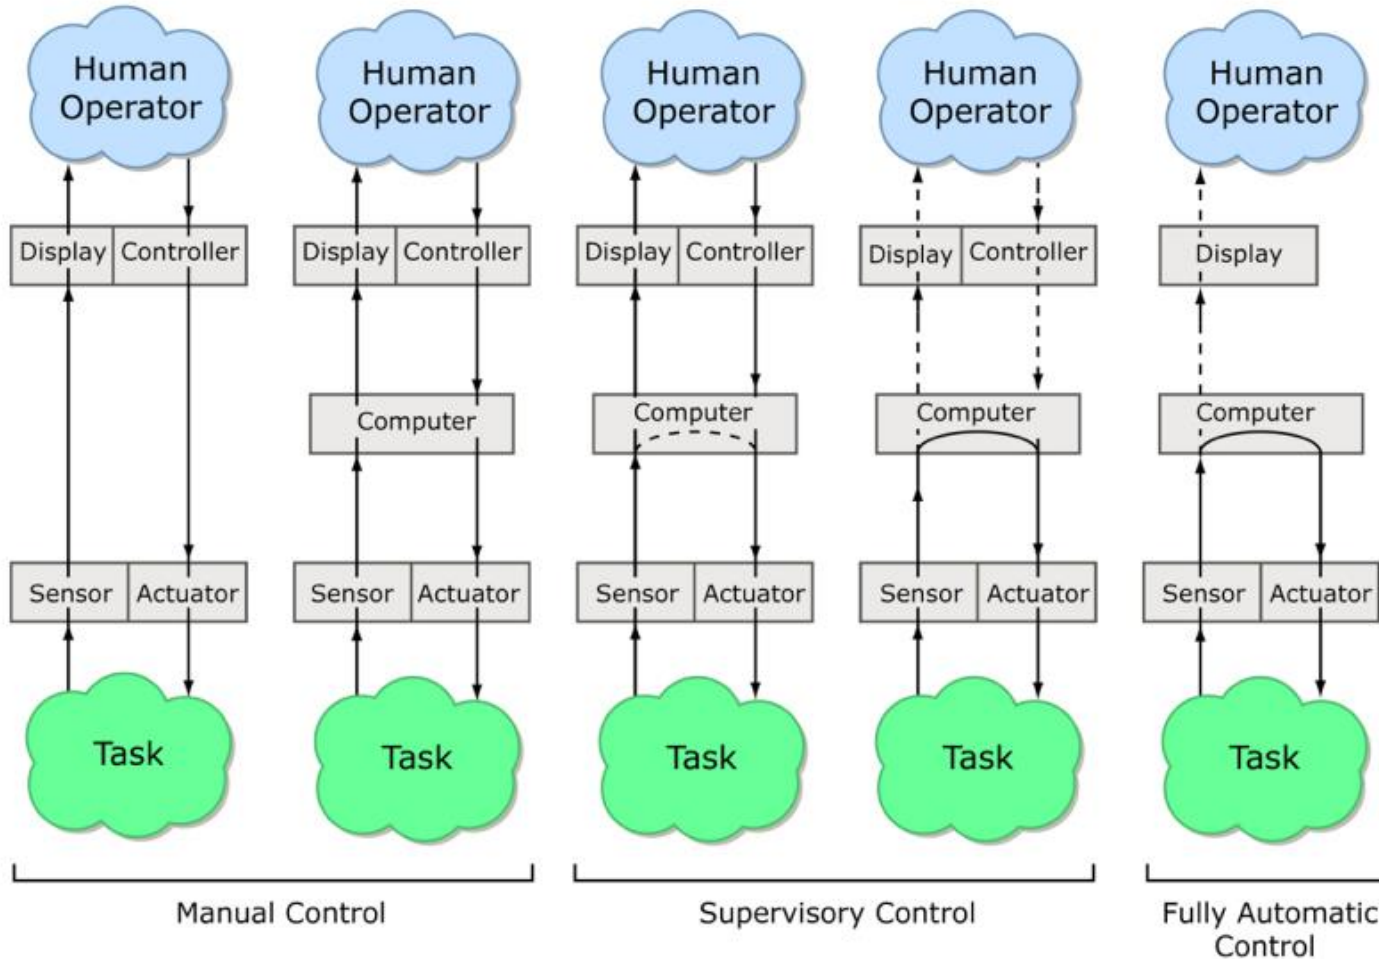 Human
Operator
Human
Operator
Human
Operator
Human
Operator
Human
Operator
Display
Controller
Display
Controller
Display
Controller
Display
Controller
Display
Computer
Computer
Computer
Computer
Sensor
Actuator
Sensor
Actuator
Sensor
Actuator
Sensor
Actuator
Sensor
Actuator
Task
Task
Task
Task
Task
Manual Control
Supervisory Control
Fully Automatic
Control